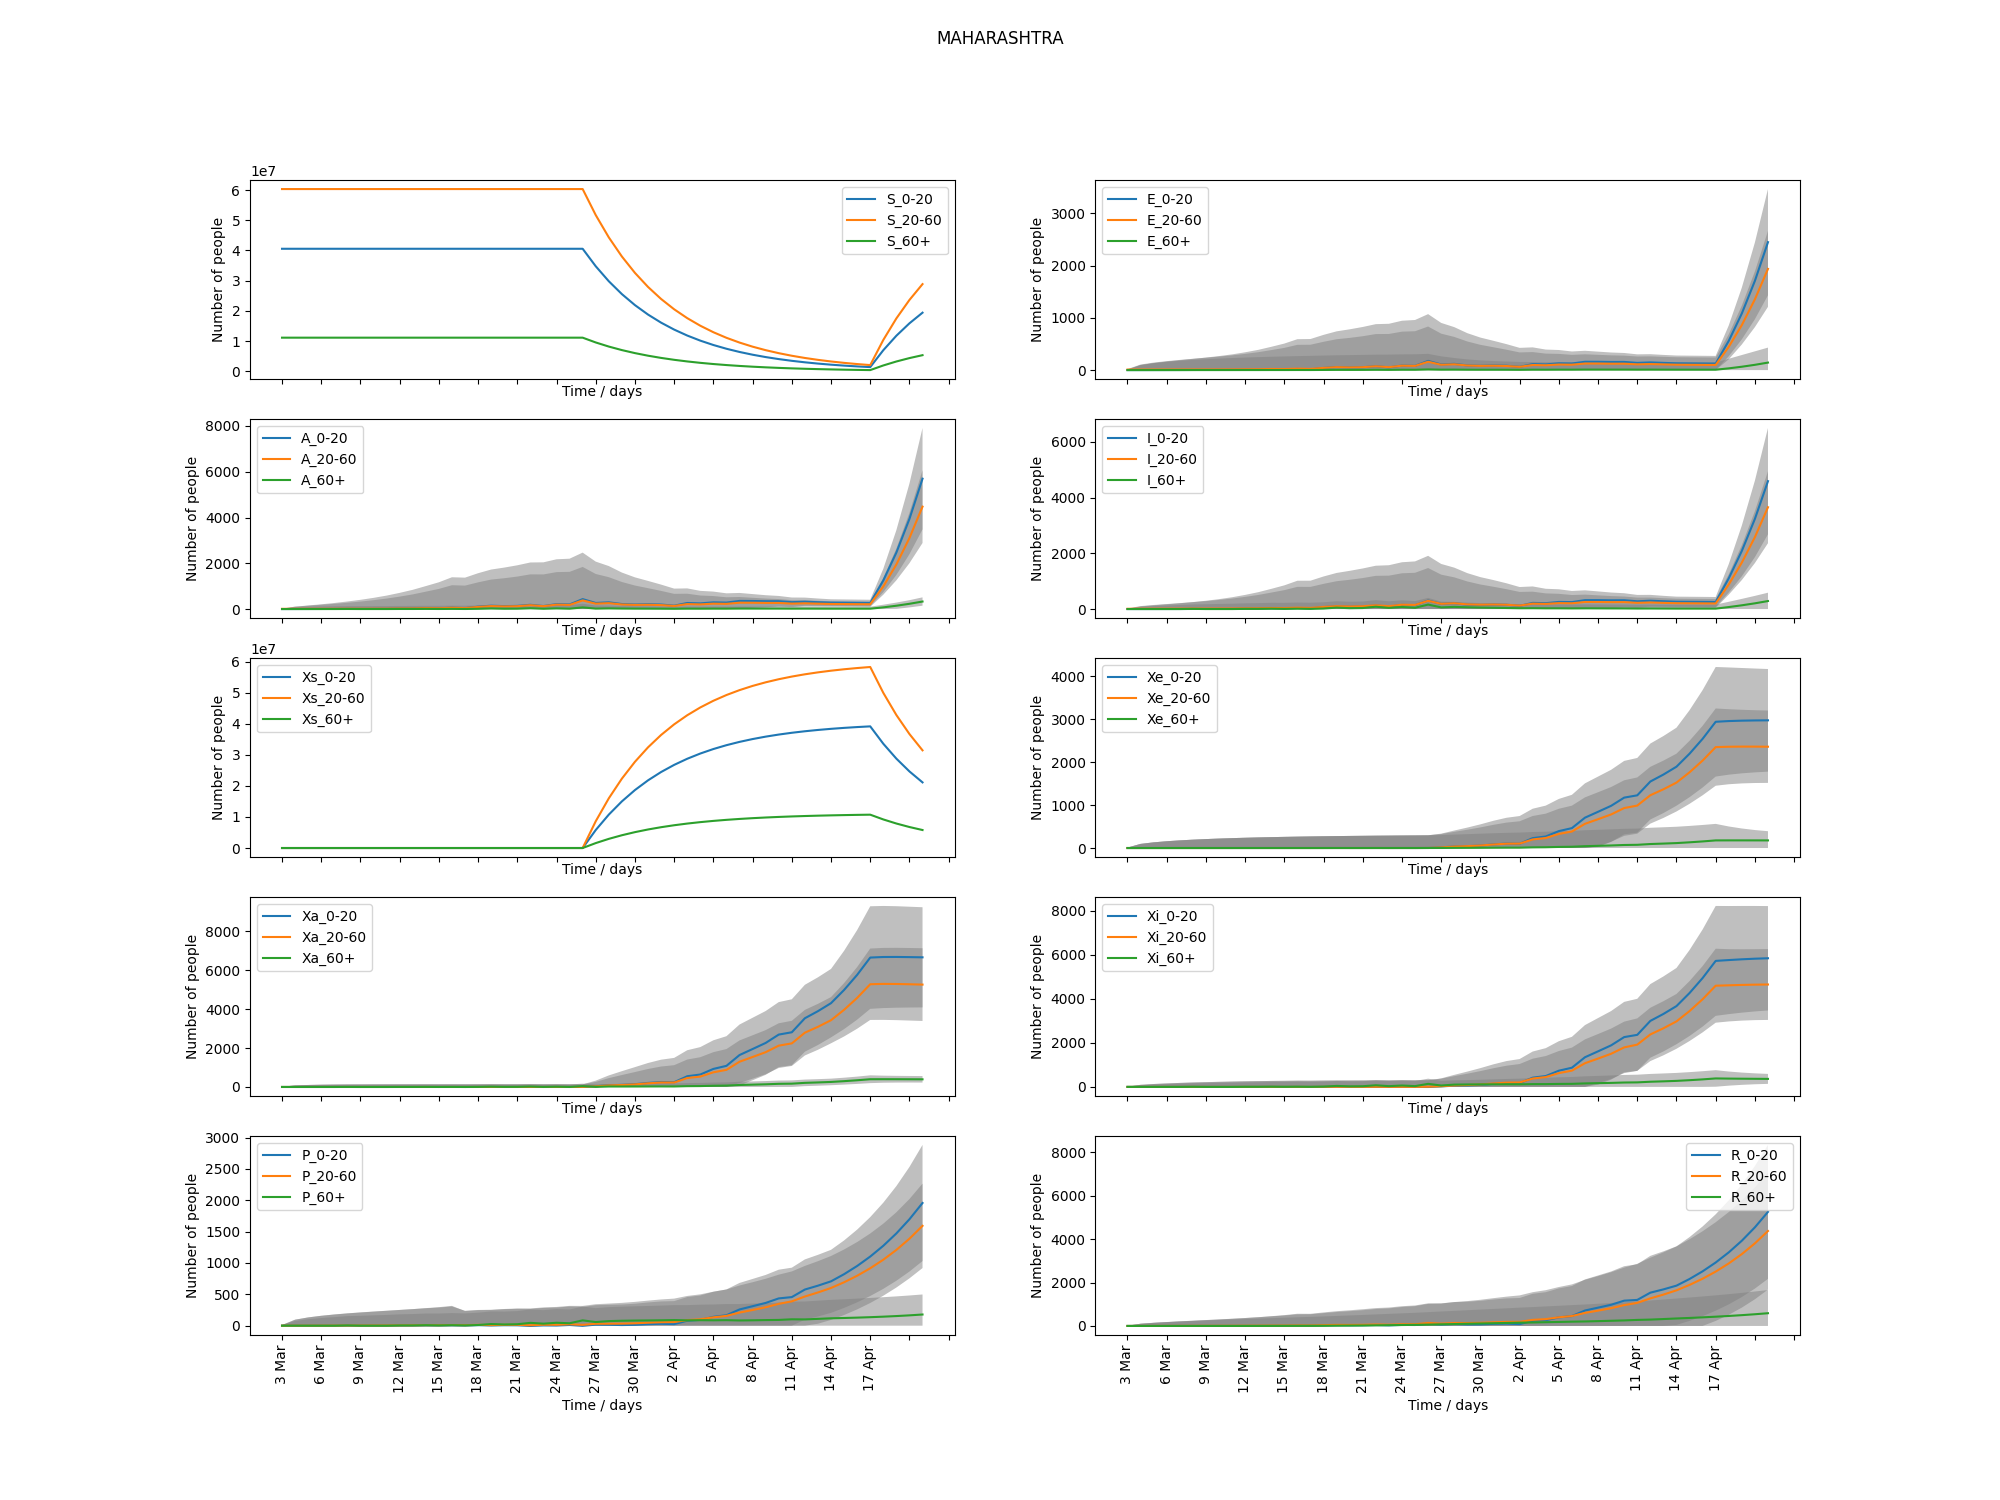 MAHARASHTRA
1e7
6
5
4
3
2
1
0
Number of people
Time / days
S_0-20
S_20-60
S_60+
3000
2000
1000
0
Number of people
Time / days
E_0-20
E_20-60
E_60+
8000
6000
4000
2000
0
Number of people
Time / days
A_0-20
A_20-60
A_60+
6000
4000
2000
0
Number of people
Time / days
I_0-20
I_20-60
I_60+
1e7
6
5
4
3
2
1
0
Number of people
Time / days
Xs_0-20
Xs_20-60
Xs_60+
4000
3000
2000
1000
0
Number of people
Time / days
Xe_0-20
Xe_20-60
Xe_60+
8000
6000
4000
2000
0
Number of people
Time / days
Xa_0-20
Xa_20-60
Xa_60+
8000
6000
4000
2000
0
Number of people
Time / days
Xi_0-20
Xi_20-60
Xi_60+
3000
2500
2000
1500
1000
500
0
Number of people
P_0-20
P_20-60
P_60+
3 Mar
6 Mar
9 Mar
12 Mar
15 Mar
18 Mar
21 Mar
24 Mar
27 Mar
30 Mar
2 Apr
5 Apr
8 Apr
11 Apr
14 Apr
17 Apr
Time / days
8000
6000
4000
2000
0
Number of people
R_0-20
R_20-60
R_60+
3 Mar
6 Mar
9 Mar
12 Mar
15 Mar
18 Mar
21 Mar
24 Mar
27 Mar
30 Mar
2 Apr
5 Apr
8 Apr
11 Apr
14 Apr
17 Apr
Time / days